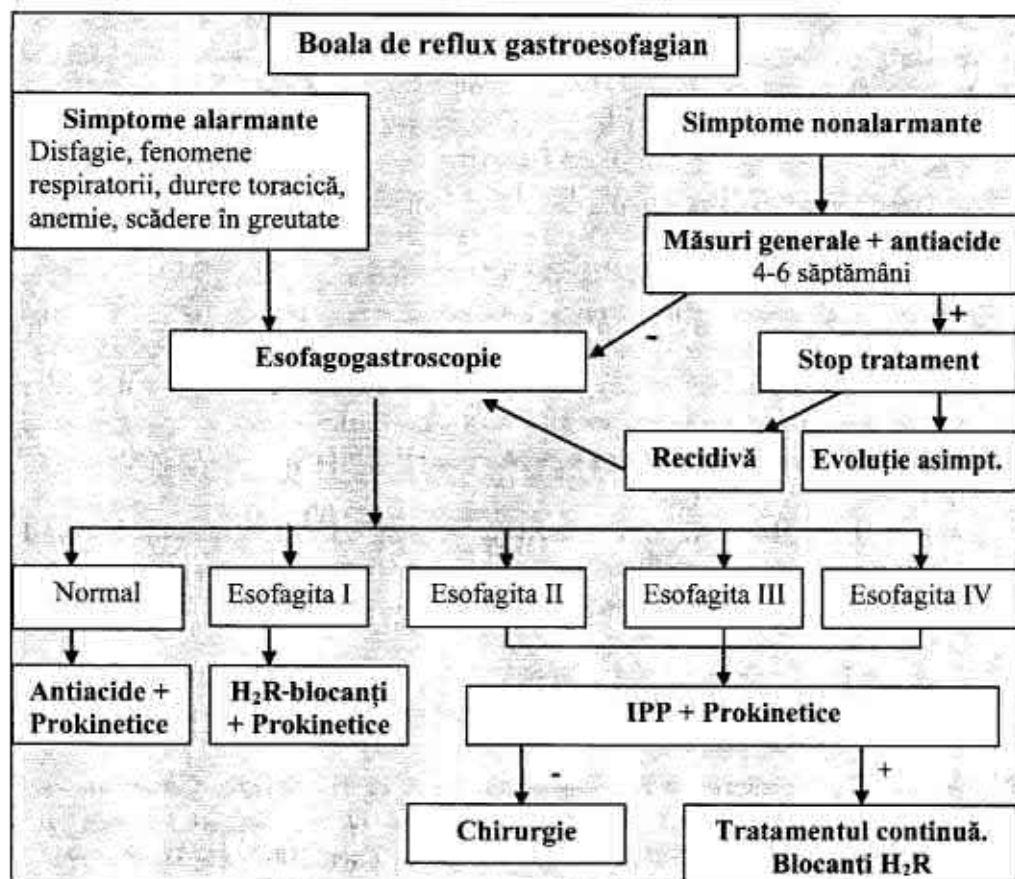 Boala de reflux gastroesofagian
Simptome alarmante
Disfagie, fenomene
respiratorii, durere toracică,
anemie, scădere în greutate
Simptome nonalarmante
Măsuri generale + antiacide
4-6 săptămâni
-
+
Esofagogastroscopie
Stop tratament
Recidivă
Evoluție asimpt.
Normal
Esofagita I
Esofagita II
Esofagita III
Esofagita IV
Antiacide +
Prokinetice
H₂R-blocanți
+ Prokinetice
IPP + Prokinetice
-
+
Chirurgie
Tratamentul continuă.
Blocanti H₂R